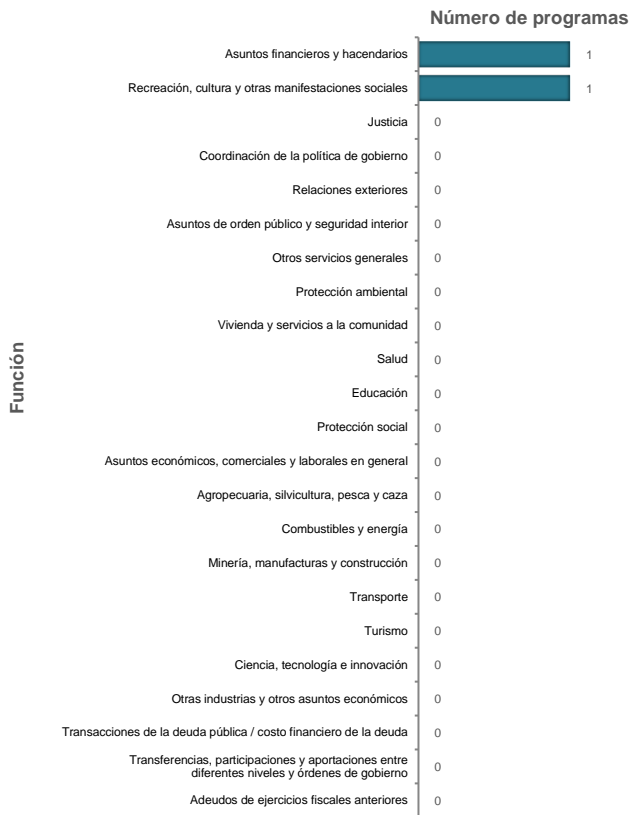 Número de programas
Función
Asuntos financieros y hacendarios 1
Recreación, cultura y otras manifestaciones sociales 1
Justicia 0
Coordinación de la política de gobierno 0
Relaciones exteriores 0
Asuntos de orden público y seguridad interior 0
Otros servicios generales 0
Protección ambiental 0
Vivienda y servicios a la comunidad 0
Salud 0
Educación 0
Protección social 0
Asuntos económicos, comerciales y laborales en general 0
Agropecuaria, silvicultura, pesca y caza 0
Combustibles y energía 0
Minería, manufacturas y construcción 0
Transporte 0
Turismo 0
Ciencia, tecnología e innovación 0
Otras industrias y otros asuntos económicos 0
Transacciones de la deuda pública / costo financiero de la deuda 0
Transferencias, participaciones y aportaciones entre
diferentes niveles y órdenes de gobierno 0
Adeudos de ejercicios fiscales anteriores 0